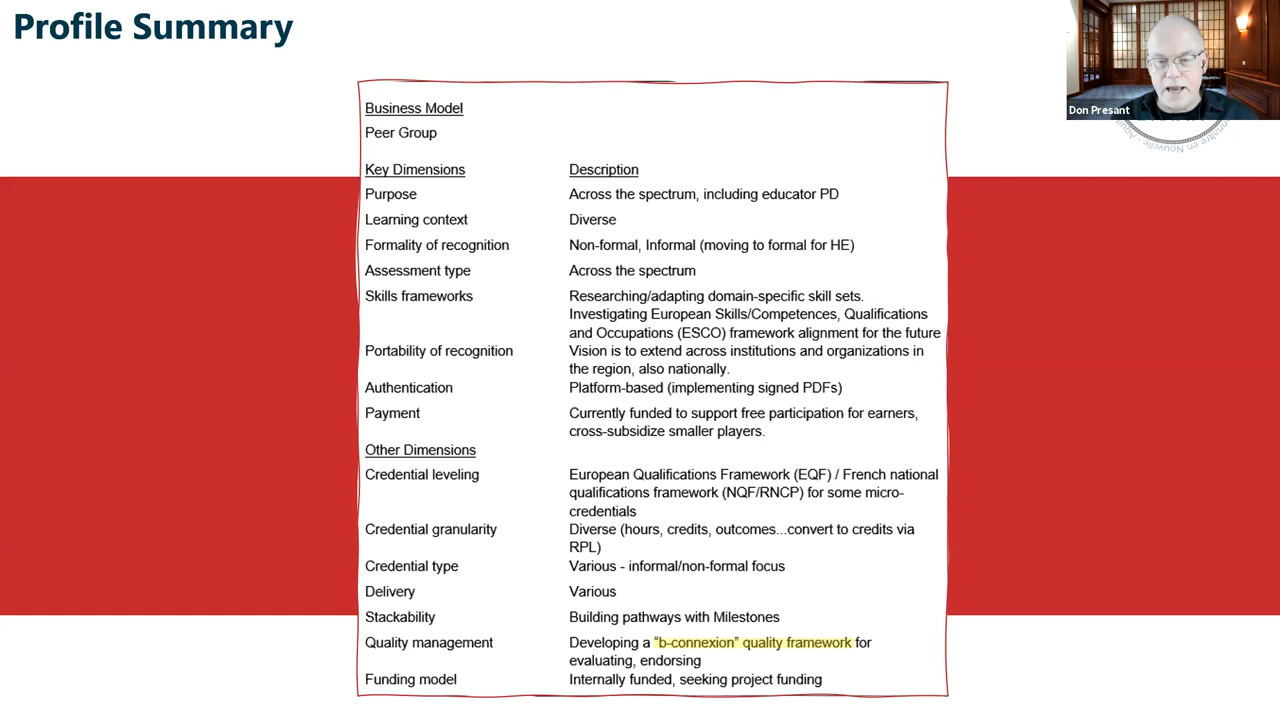 Profile Summary
Don Presant
Business Model
Peer Group
Key Dimensions Description
Purpose Across the spectrum, including educator PD
Learning context Diverse
Formality of recognition Non-formal, Informal (moving to formal for HE)
Assessment type Across the spectrum
Skills frameworks Researching/adapting domain-specific skill sets.
Investigating European Skills/Competences, Qualifications
and Occupations (ESCO) framework alignment for the future
Portability of recognition Vision is to extend across institutions and organizations in
the region, also nationally.
Authentication Platform-based (implementing signed PDFs)
Payment Currently funded to support free participation for earners,
cross-subsidize smaller players.
Other Dimensions
Credential leveling European Qualifications Framework (EQF) / French national
qualifications framework (NQF/RNCP) for some micro-
credentials
Credential granularity Diverse (hours, credits, outcomes...convert to credits via
RPL)
Credential type Various - informal/non-formal focus
Delivery Various
Stackability Building pathways with Milestones
Quality management Developing a “b-connexion” quality framework for
evaluating, endorsing
Funding model Internally funded, seeking project funding